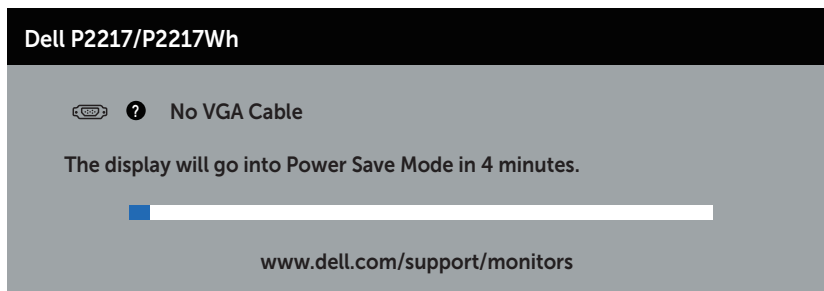 Dell P2217/P2217Wh
? No VGA Cable
The display will go into Power Save Mode in 4 minutes.
www.dell.com/support/monitors